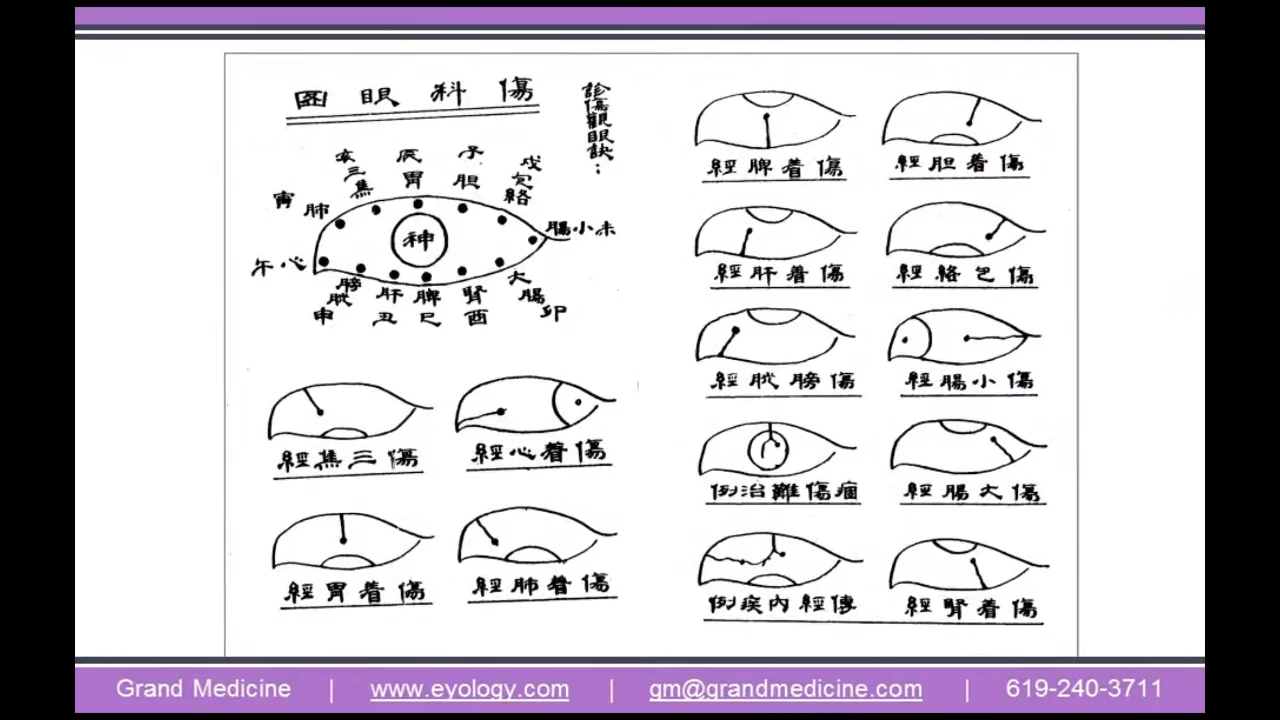 傷科眼圖
診傷觀眼訣：
戌包絡
子胆
辰胃
亥三焦
寅肺
未小腸
神
午心
大腸卯
腎酉
脾巳
肝丑
膀胱申
傷着胆經
傷着脾經
傷包絡經
傷着肝經
傷小腸經
傷膀胱經
傷大腸經
痼傷難治例
傷着腎經
傳經內疾例
傷着心經
傷三焦經
傷着肺經
傷着胃經
Grand Medicine | www.eyology.com | gm@grandmedicine.com | 619-240-3711